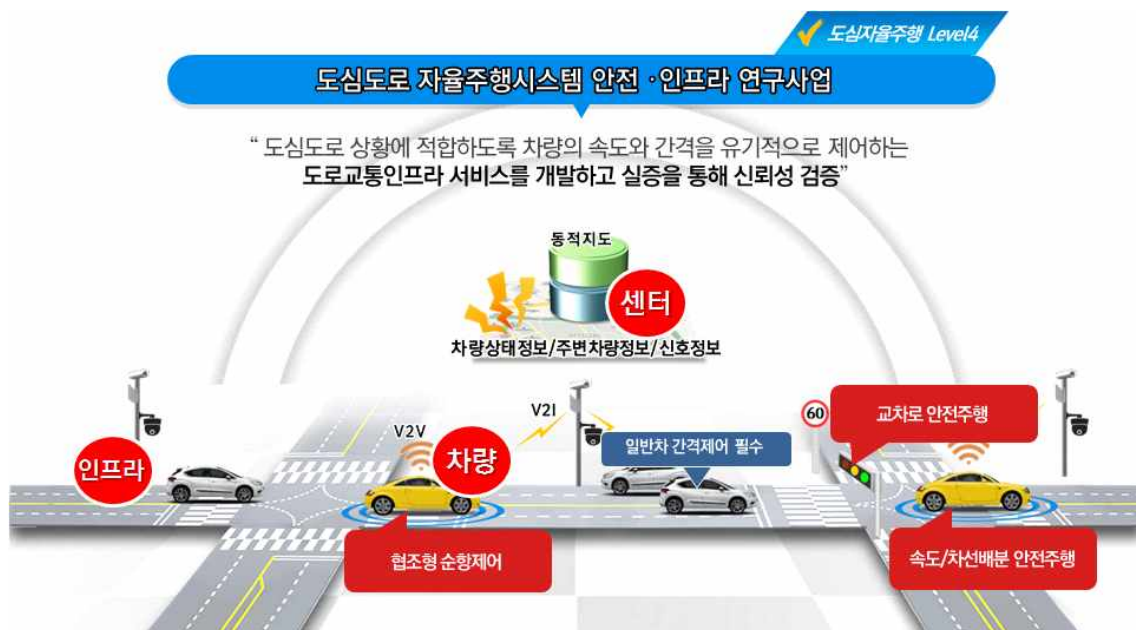 도심자율주행 Level4
도심도로 자율주행시스템 안전·인프라 연구사업
“ 도심도로 상황에 적합하도록 차량의 속도와 간격을 유기적으로 제어하는
도로교통인프라 서비스를 개발하고 실증을 통해 신뢰성 검증”
동적지도
센터
차량상태정보/주변차량정보/신호정보
V2I
60
교차로 안전주행
V2V
일반차 간격제어 필수
인프라
차량
협조형 순항제어
속도/차선배분 안전주행